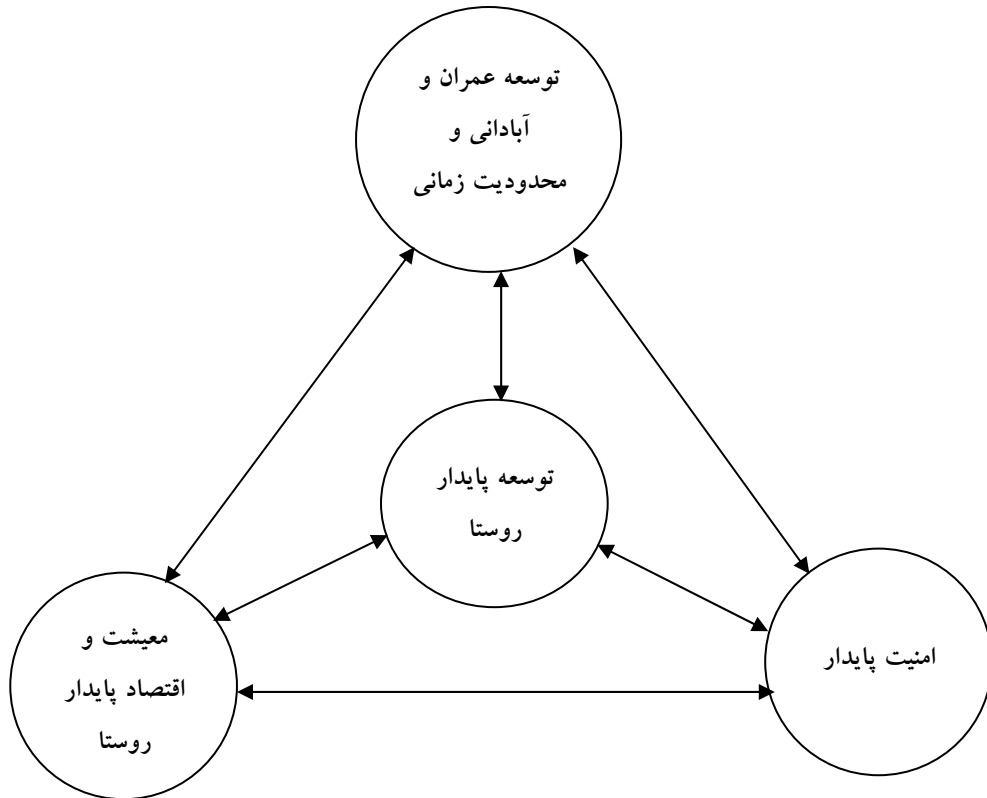 توسعه عمران و
آبادانی و
محدودیت زمانی
توسعه پایدار
روستا
امنیت پایدار
معیشت و
اقتصاد پایدار
روستا